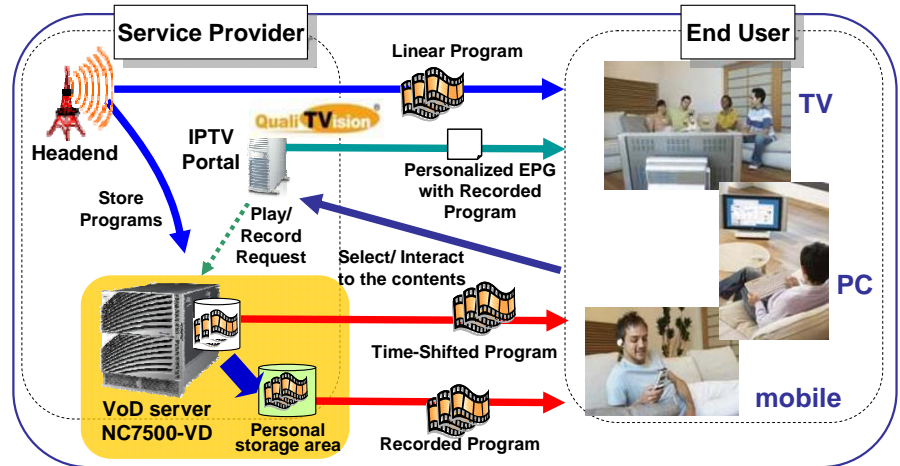 Service Provider
End User
Linear Program
TV
Headend
IPTV
Portal
QualiTVision®
Personalized EPG
with Recorded
Program
Store
Programs
Play/
Record
Request
Select/ Interact
to the contents
PC
Time-Shifted Program
VoD server
NC7500-VD
Personal
storage area
Recorded Program
mobile